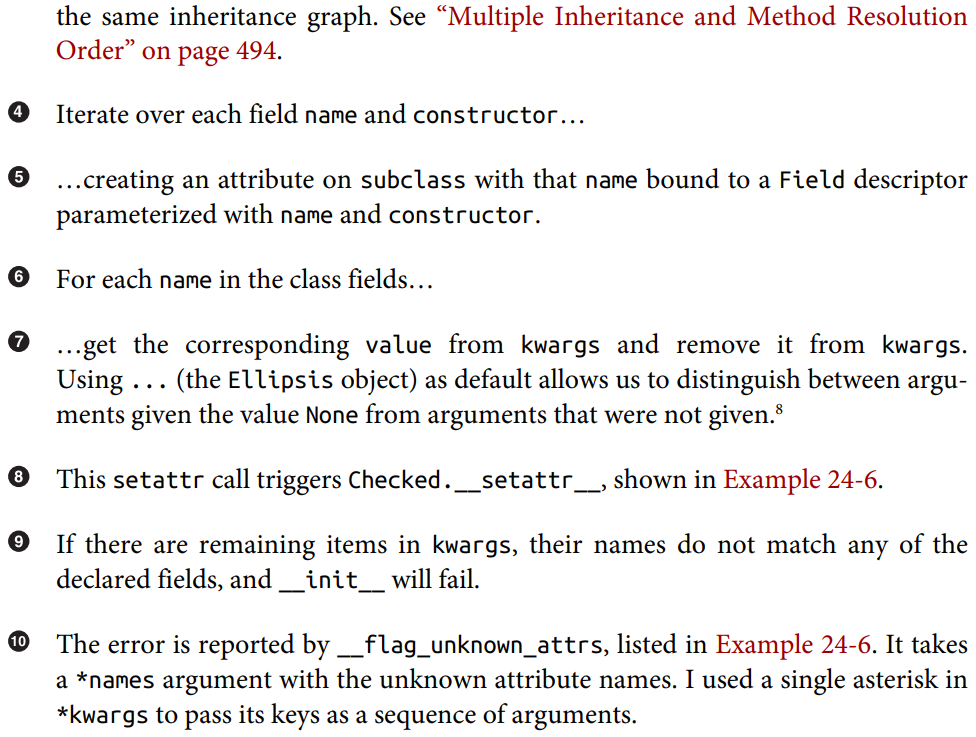 the same inheritance graph. See “Multiple Inheritance and Method Resolution
Order” on page 494.
❹ Iterate over each field name and constructor…
❺ …creating an attribute on subclass with that name bound to a Field descriptor
parameterized with name and constructor.
❻ For each name in the class fields…
❼ …get the corresponding value from kwargs and remove it from kwargs.
Using ... (the Ellipsis object) as default allows us to distinguish between argu-
ments given the value None from arguments that were not given.⁸
❽ This setattr call triggers Checked.__setattr__, shown in Example 24-6.
❾ If there are remaining items in kwargs, their names do not match any of the
declared fields, and __init__ will fail.
❿ The error is reported by __flag_unknown_attrs, listed in Example 24-6. It takes
a *names argument with the unknown attribute names. I used a single asterisk in
*kwargs to pass its keys as a sequence of arguments.